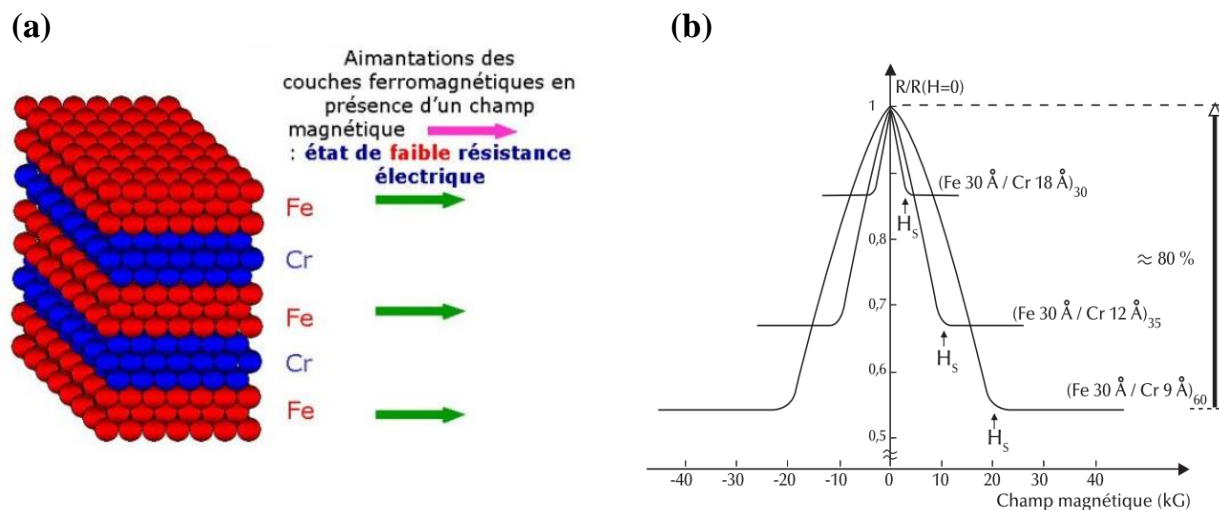 (a)
Aimantations des
couches ferromagnétiques en
présence d'un champ
magnétique
: état de faible résistance
électrique
Fe
Cr
Fe
Cr
Fe
(b)
R/R(H=0)
1
(Fe 30 Å / Cr 18 Å)30
HS
0,8
≈ 80 %
0,7
(Fe 30 Å / Cr 12 Å)35
HS
0,6
(Fe 30 Å / Cr 9 Å)60
HS
0,5
-40 -30 -20 -10 0 10 20 30 40
Champ magnétique (kG)